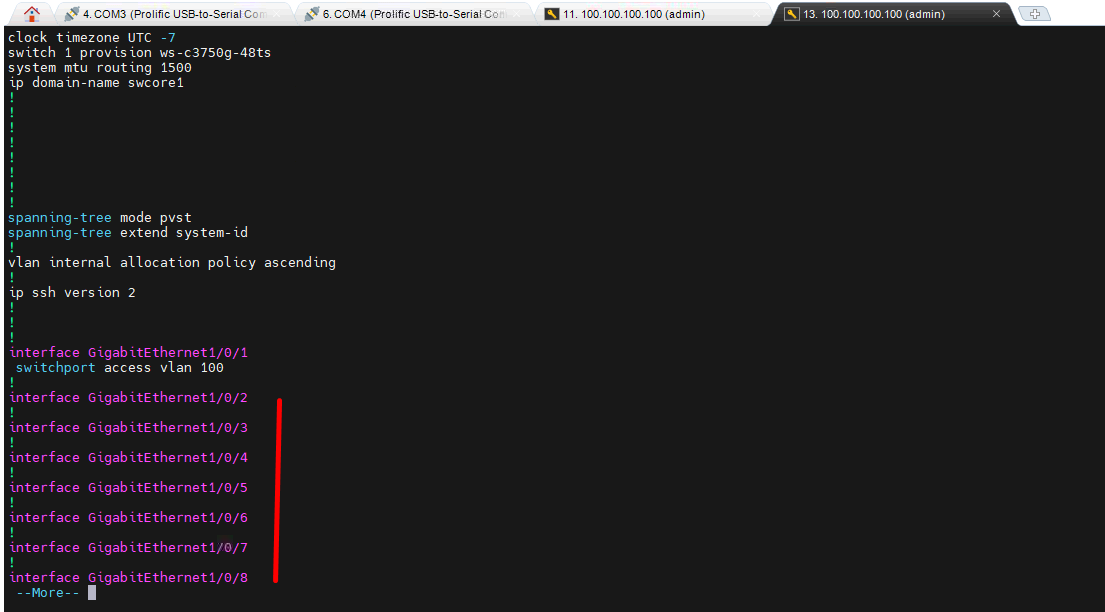 4. COM3 (Prolific USB-to-Serial Com
6. COM4 (Prolific USB-to-Serial Com
11. 100.100.100.100 (admin)
13. 100.100.100.100 (admin)
clock timezone UTC -7
switch 1 provision ws-c3750g-48ts
system mtu routing 1500
ip domain-name swcore1
!
!
!
!
!
!
!
!
spanning-tree mode pvst
spanning-tree extend system-id
!
vlan internal allocation policy ascending
!
ip ssh version 2
!
!
!
interface GigabitEthernet1/0/1
switchport access vlan 100
!
interface GigabitEthernet1/0/2
!
interface GigabitEthernet1/0/3
!
interface GigabitEthernet1/0/4
!
interface GigabitEthernet1/0/5
!
interface GigabitEthernet1/0/6
!
interface GigabitEthernet1/0/7
!
interface GigabitEthernet1/0/8
--More--